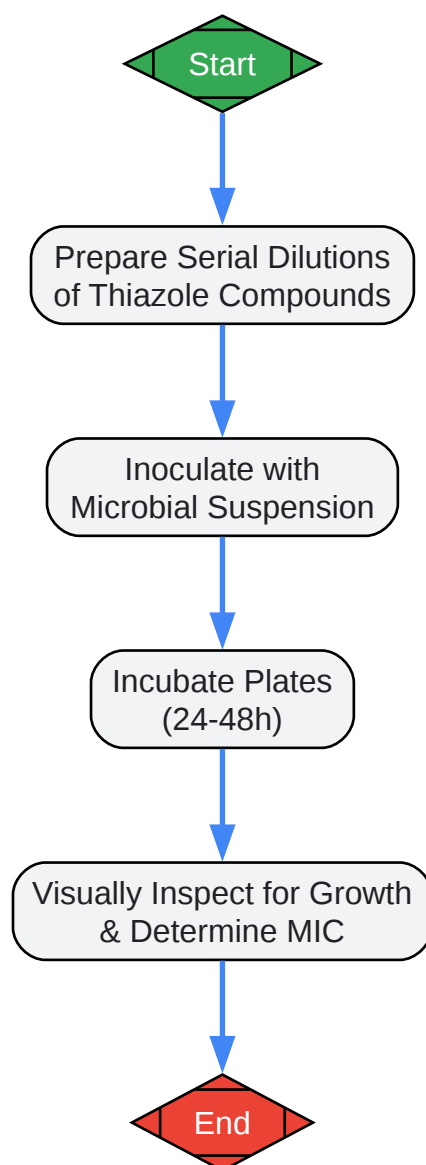 Start
Prepare Serial Dilutions
of Thiazole Compounds
Inoculate with
Microbial Suspension
Incubate Plates
(24-48h)
Visually Inspect for Growth
& Determine MIC
End